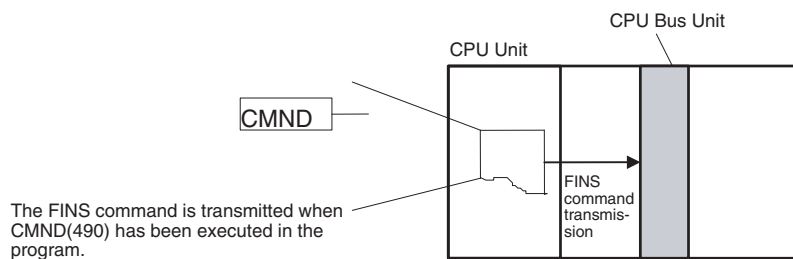 CPU Bus Unit
CPU Unit
CMND
FINS
command
transmis-
sion
The FINS command is transmitted when
CMND(490) has been executed in the
program.